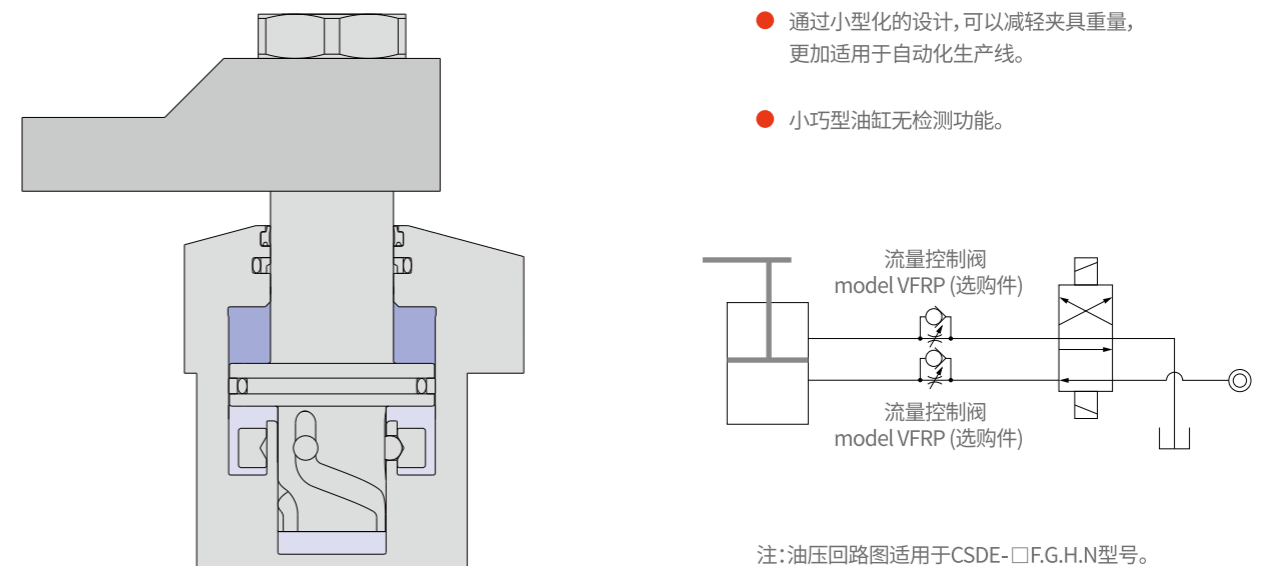 通过小型化的设计,可以减轻夹具重量,
更加适用于自动化生产线。
小巧型油缸无检测功能。
流量控制阀
model VFRP (选购件)
流量控制阀
model VFRP (选购件)
注:油压回路图适用于CSDE-□F.G.H.N型号。